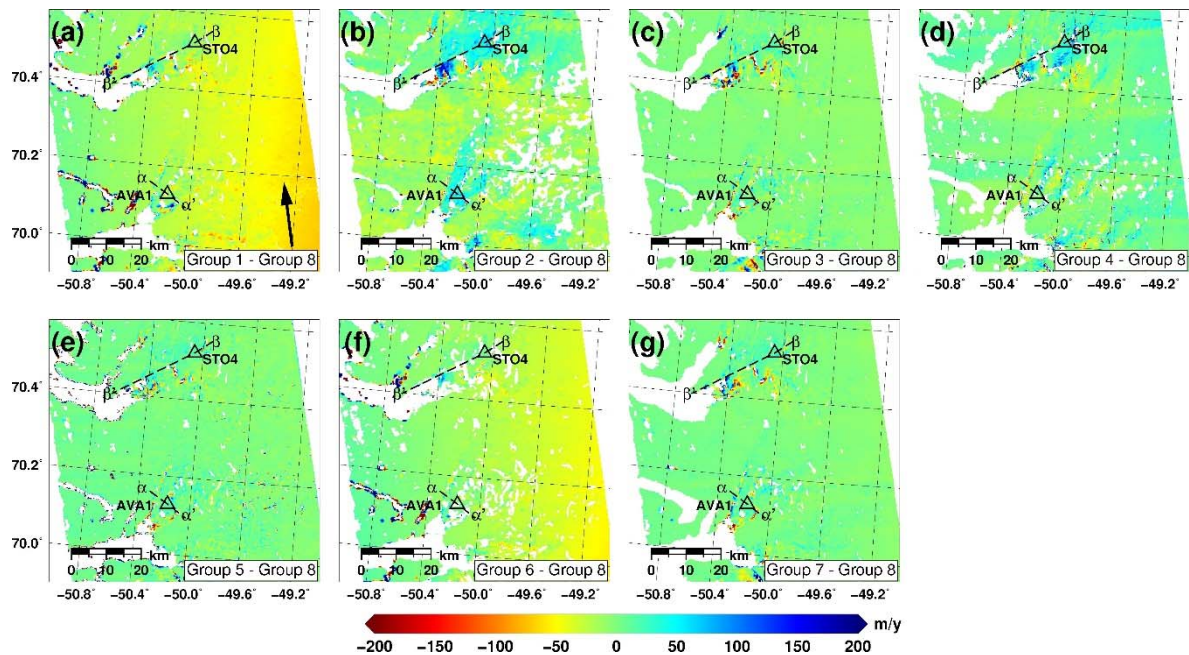 (a) (b) (c) (d)
β STO4 β' β STO4 β' β STO4 β' β STO4 β'
70.4°
70.2°
α AVA1 α' α AVA1 α' α AVA1 α' α AVA1 α'
70.0°
0 10 20 km 0 10 20 km 0 10 20 km 0 10 20 km
Group 1 - Group 8 Group 2 - Group 8 Group 3 - Group 8 Group 4 - Group 8
−50.8 −50.4 −50.0 −49.6 −49.2 −50.8 −50.4 −50.0 −49.6 −49.2 −50.8 −50.4 −50.0 −49.6 −49.2 −50.8 −50.4 −50.0 −49.6 −49.2
(e) (f) (g)
β STO4 β' β STO4 β' β STO4 β'
70.4°
70.2°
α AVA1 α' α AVA1 α' α AVA1 α'
70.0°
0 10 20 km 0 10 20 km 0 10 20 km
Group 5 - Group 8 Group 6 - Group 8 Group 7 - Group 8
−50.8 −50.4 −50.0 −49.6 −49.2 −50.8 −50.4 −50.0 −49.6 −49.2 −50.8 −50.4 −50.0 −49.6 −49.2
m/y
−200 −150 −100 −50 0 50 100 150 200